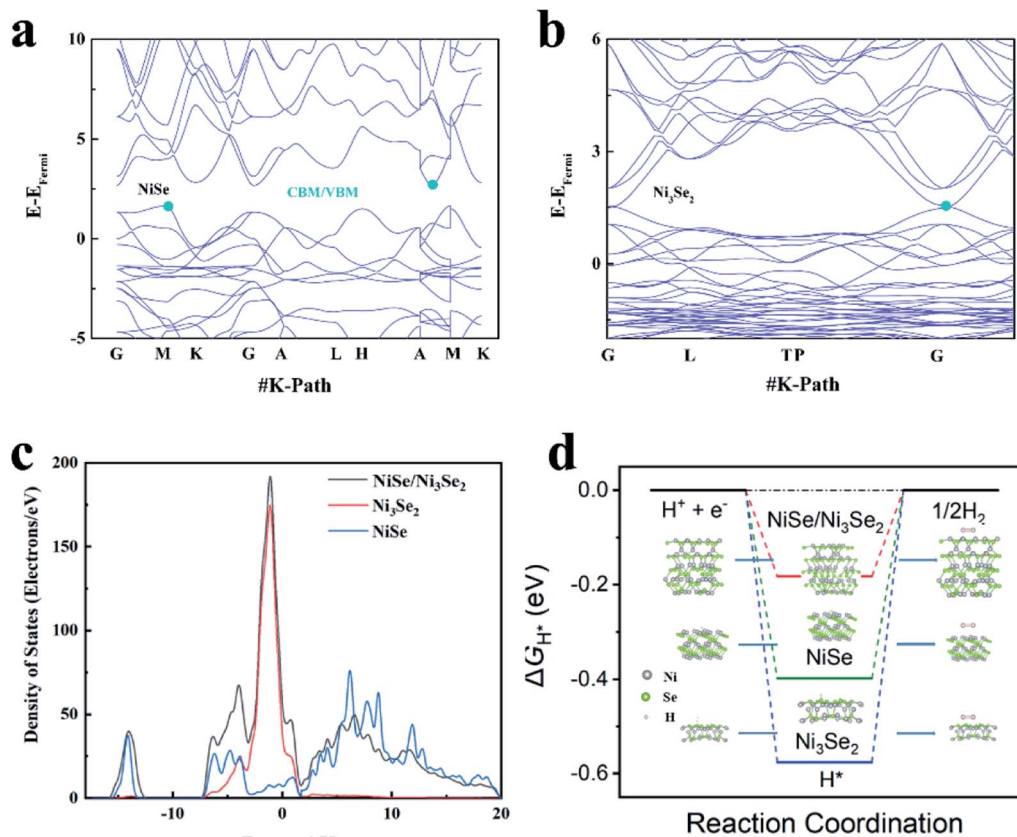 a
10
5
0
-5
E-E_Fermi
NiSe
CBM/VBM
G M K G A L H A M K
#K-Path
b
6
3
0
E-E_Fermi
Ni₃Se₂
G L TP G
#K-Path
c
200
150
100
50
0
Density of States (Electrons/eV)
NiSe/Ni₃Se₂
Ni₃Se₂
NiSe
-10 0 10 20
d
0.0
-0.2
-0.4
-0.6
ΔG_H* (eV)
H⁺ + e⁻
NiSe/Ni₃Se₂
1/2H₂
NiSe
Ni
Se
H
Ni₃Se₂
H*
Reaction Coordination